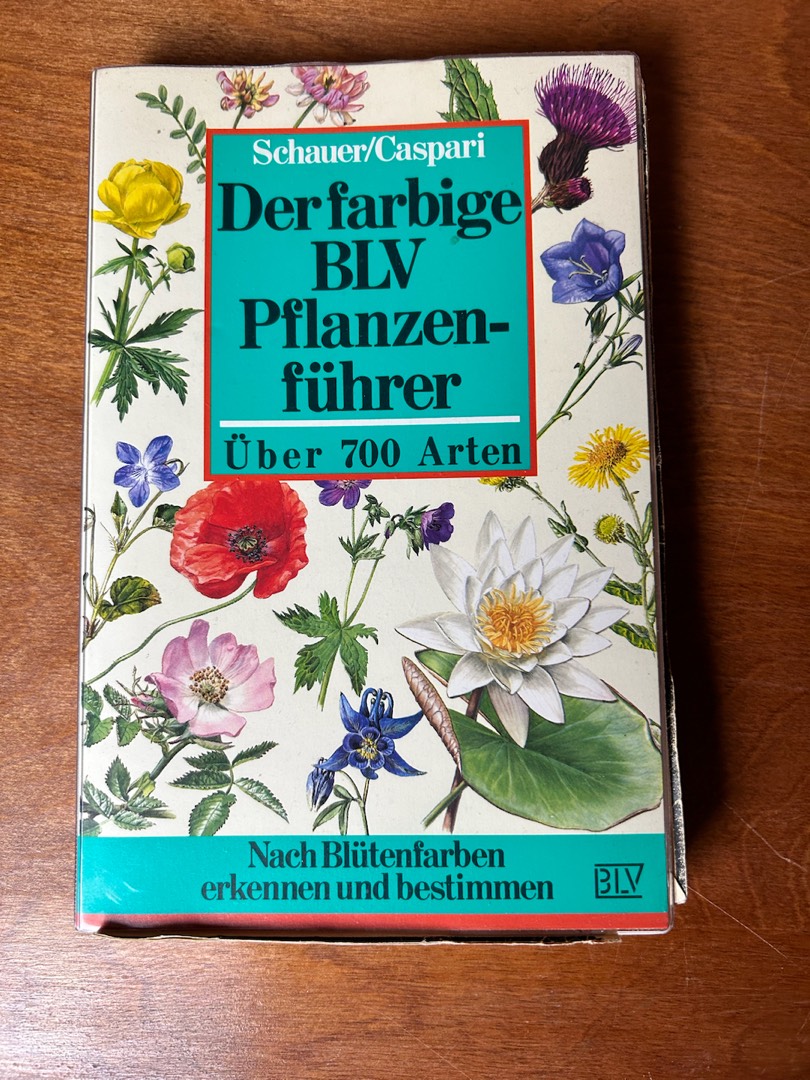 Schauer/Caspari
Der farbige
BLV
Pflanzen-
führer
Über 700 Arten
Nach Blütenfarben
erkennen und bestimmen
BLV